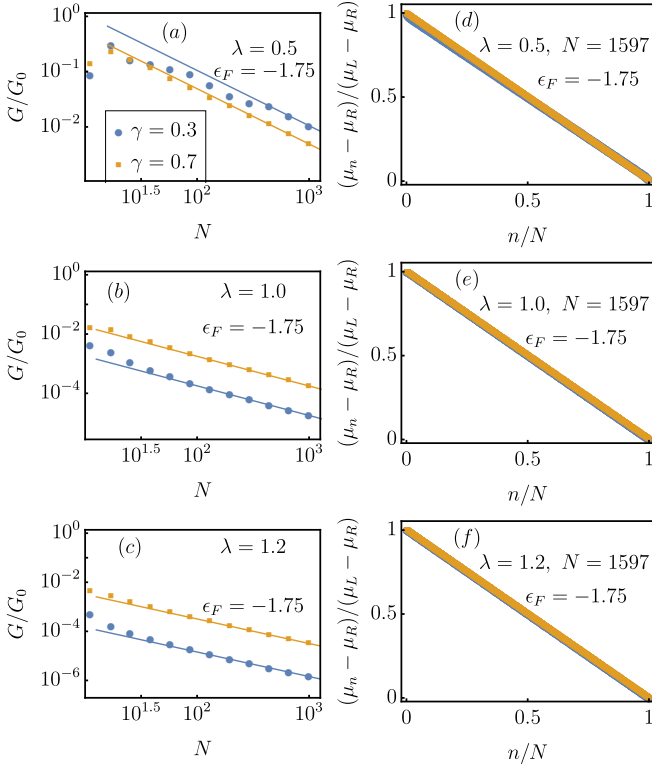 10^0
10^{-1}
10^{-2}
G/G_0
(a)
λ = 0.5
ϵ_F = −1.75
γ = 0.3
γ = 0.7
10^{1.5}
10^2
10^3
N
(μ_n − μ_R)/(μ_L − μ_R)
1
0.5
0
(d)
λ = 0.5, N = 1597
ϵ_F = −1.75
0
0.5
1
n/N
10^0
10^{-2}
10^{-4}
G/G_0
(b)
λ = 1.0
ϵ_F = −1.75
10^{1.5}
10^2
10^3
N
(μ_n − μ_R)/(μ_L − μ_R)
1
0.5
0
(e)
λ = 1.0, N = 1597
ϵ_F = −1.75
0
0.5
1
n/N
10^0
10^{-2}
10^{-4}
10^{-6}
G/G_0
(c)
λ = 1.2
ϵ_F = −1.75
10^{1.5}
10^2
10^3
N
(μ_n − μ_R)/(μ_L − μ_R)
1
0.5
0
(f)
λ = 1.2, N = 1597
ϵ_F = −1.75
0
0.5
1
n/N